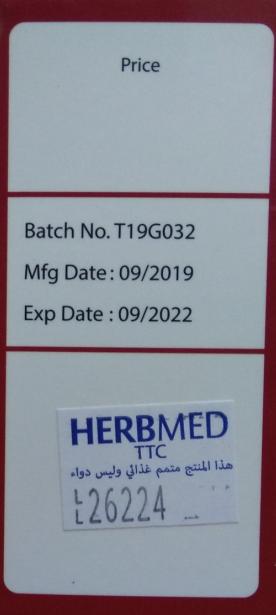 Price
Batch No. T19G032
Mfg Date : 09/2019
Exp Date : 09/2022
HERBMED
TTC
هذا المنتج متمم غذائي وليس دواء
L.L 26224